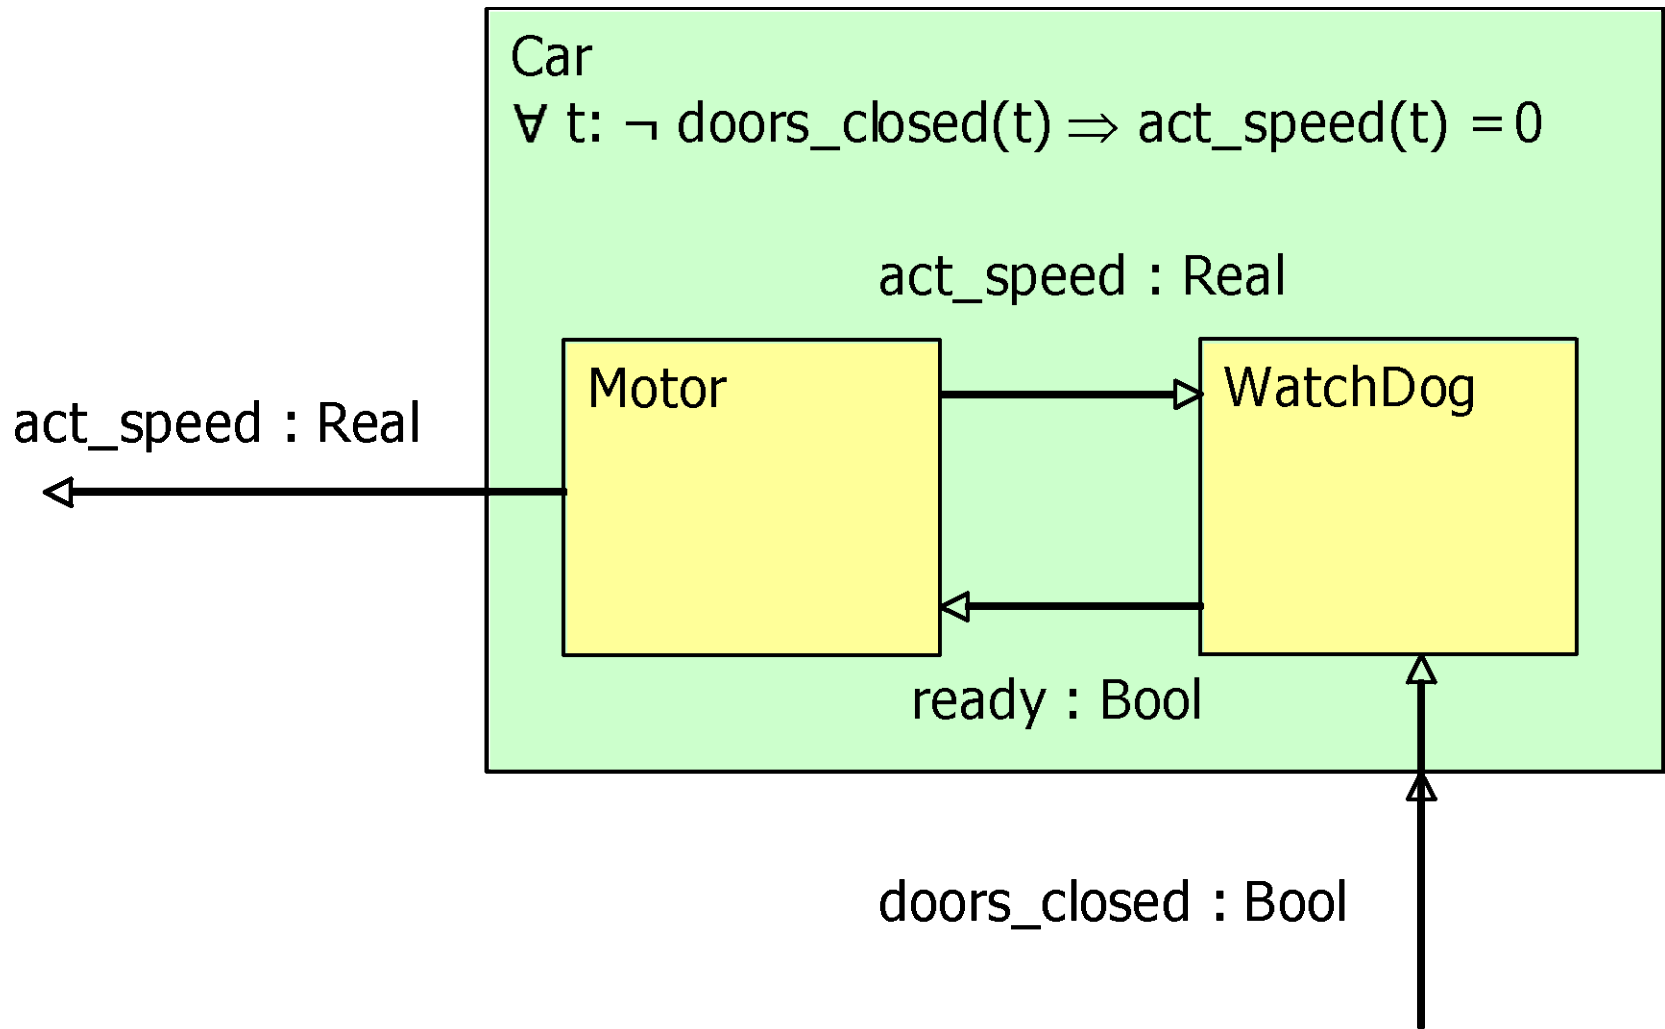 Car
∀ t: ¬ doors_closed(t) ⇒ act_speed(t) = 0
act_speed : Real
Motor
WatchDog
act_speed : Real
ready : Bool
doors_closed : Bool